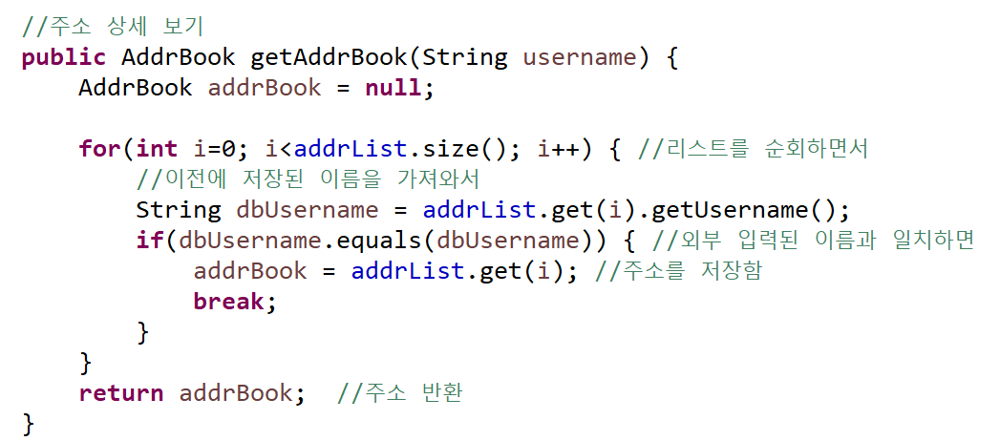 //주소 상세 보기
public AddrBook getAddrBook(String username) {
    AddrBook addrBook = null;

    for(int i=0; i<addrList.size(); i++) { //리스트를 순회하면서
        //이전에 저장된 이름을 가져와서
        String dbUsername = addrList.get(i).getUsername();
        if(dbUsername.equals(dbUsername)) { //외부 입력된 이름과 일치하면
            addrBook = addrList.get(i); //주소를 저장함
            break;
        }
    }
    return addrBook;  //주소 반환
}